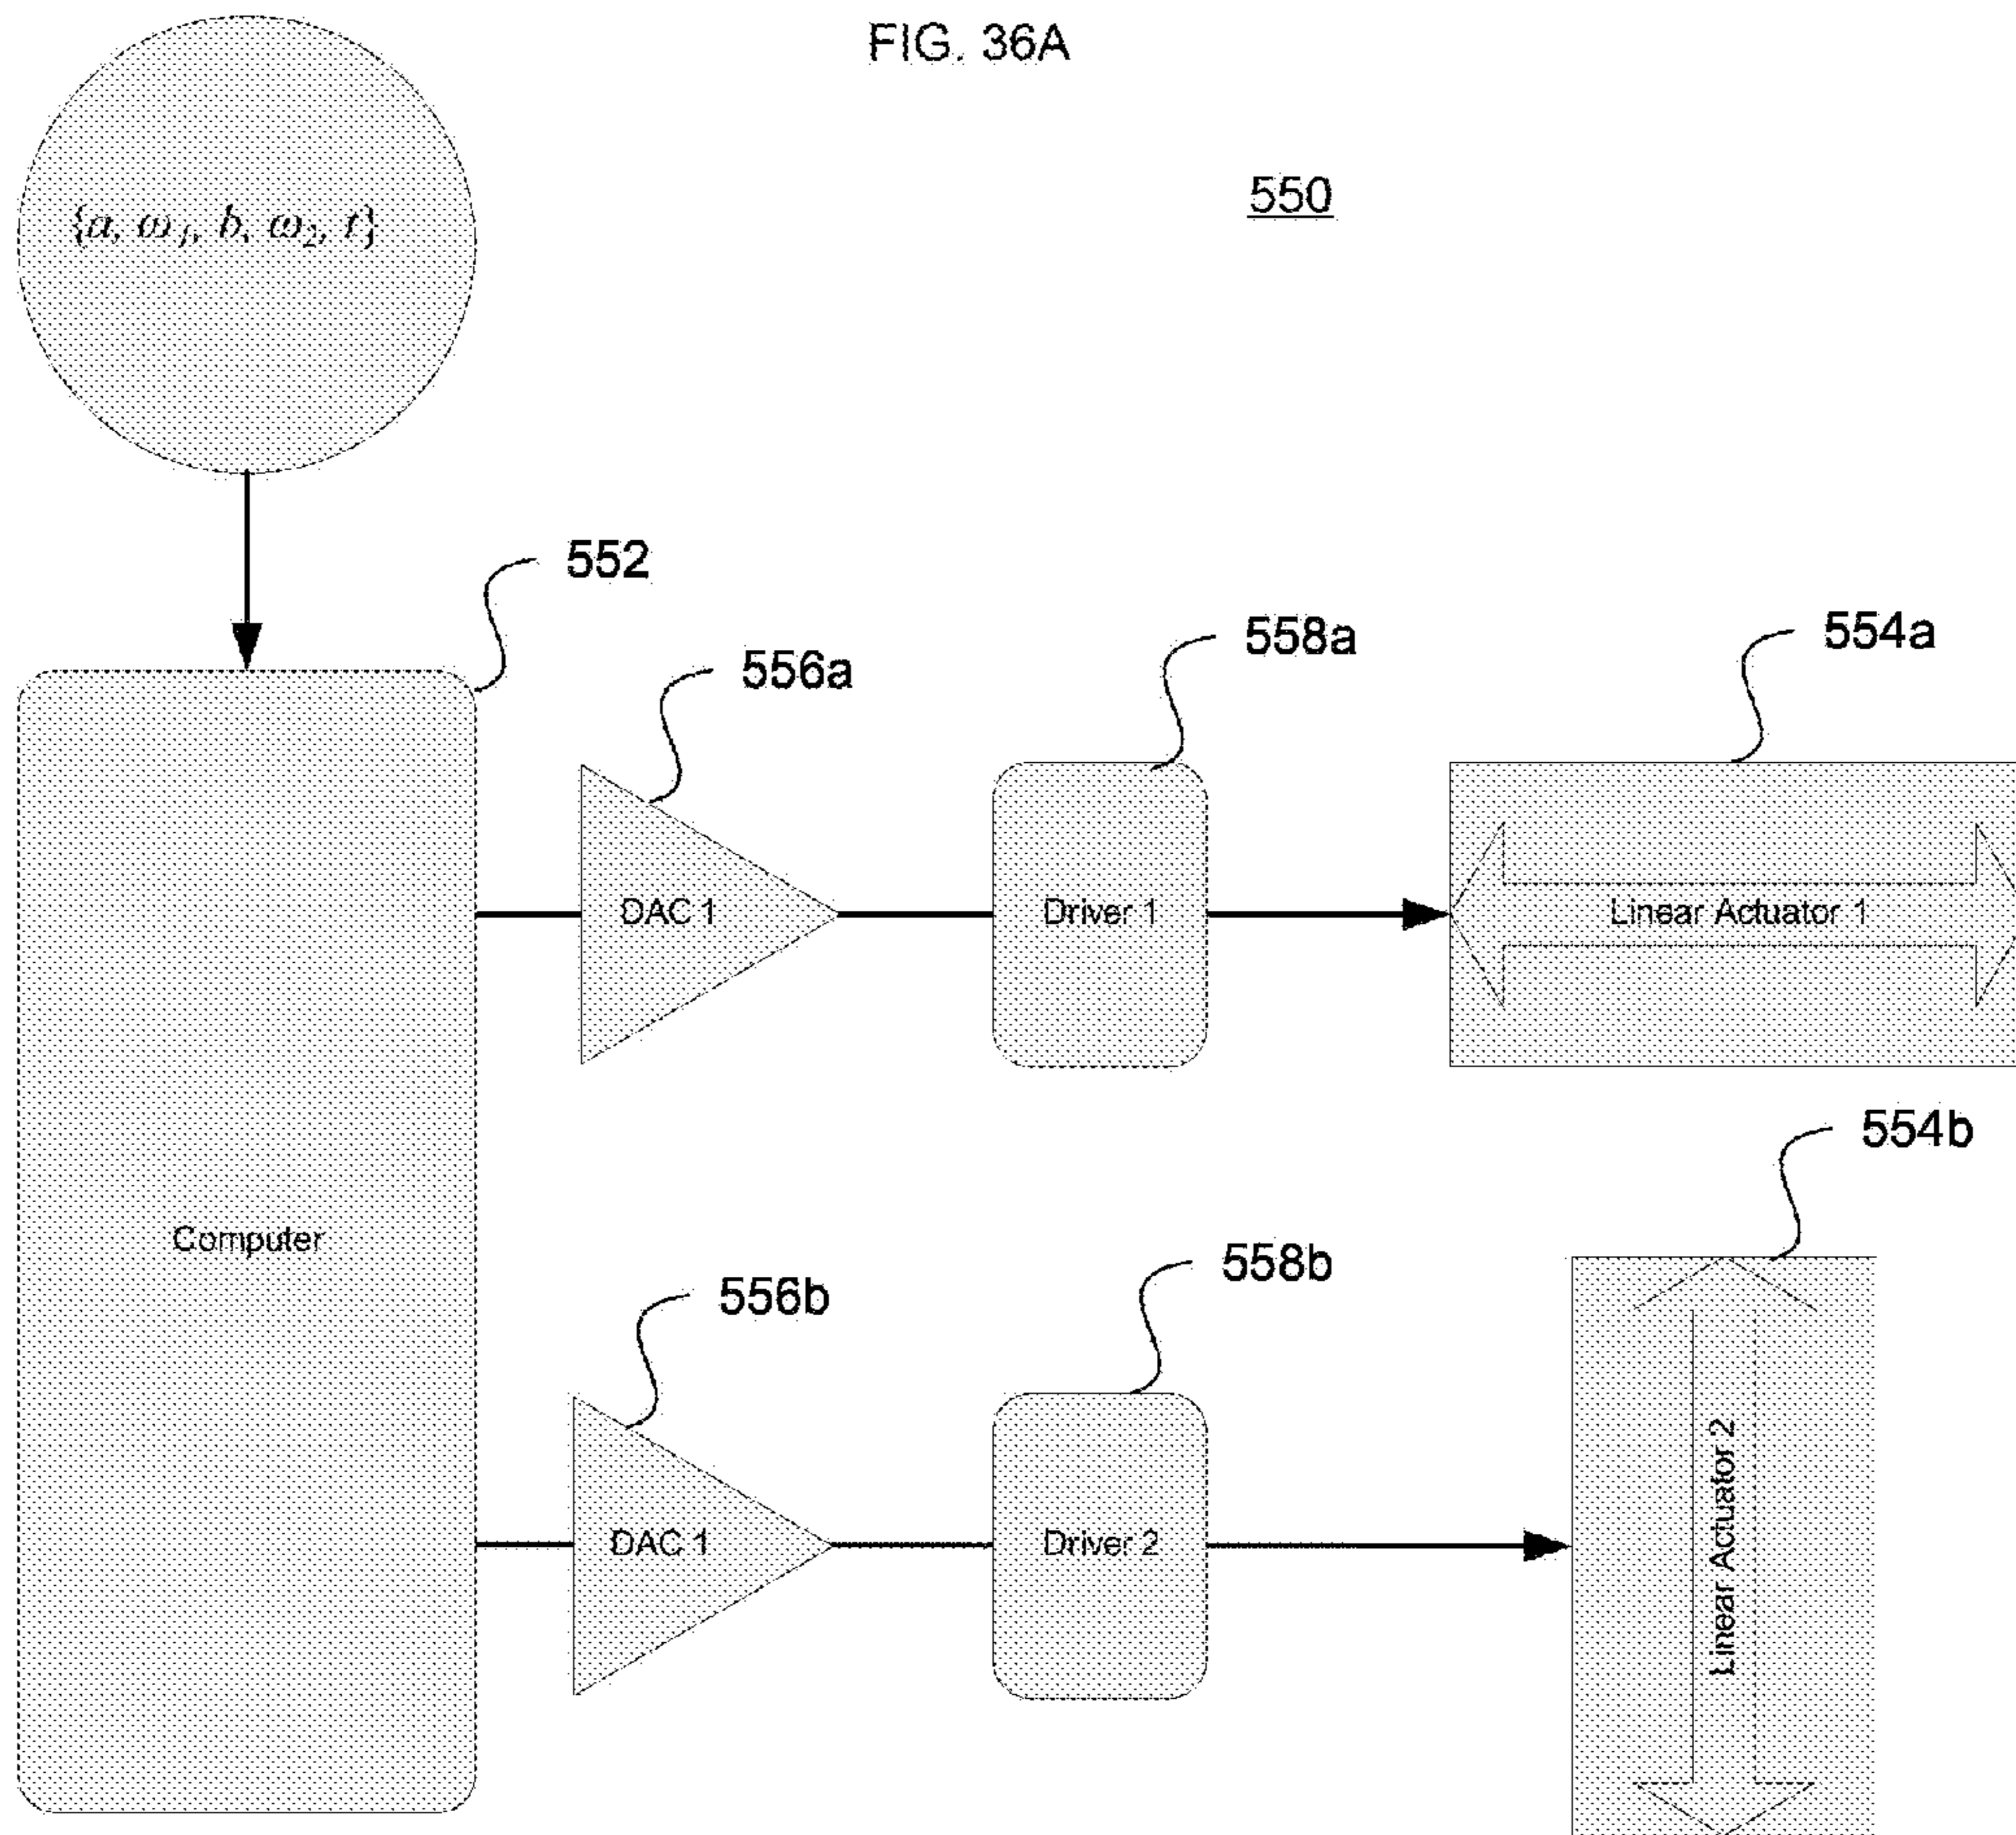 FIG. 36A
{a, ω₁, b, ω₂, t}
550
552
556a
558a
554a
DAC 1
Driver 1
Linear Actuator 1
Computer
556b
558b
554b
DAC 1
Driver 2
Linear Actuator 2